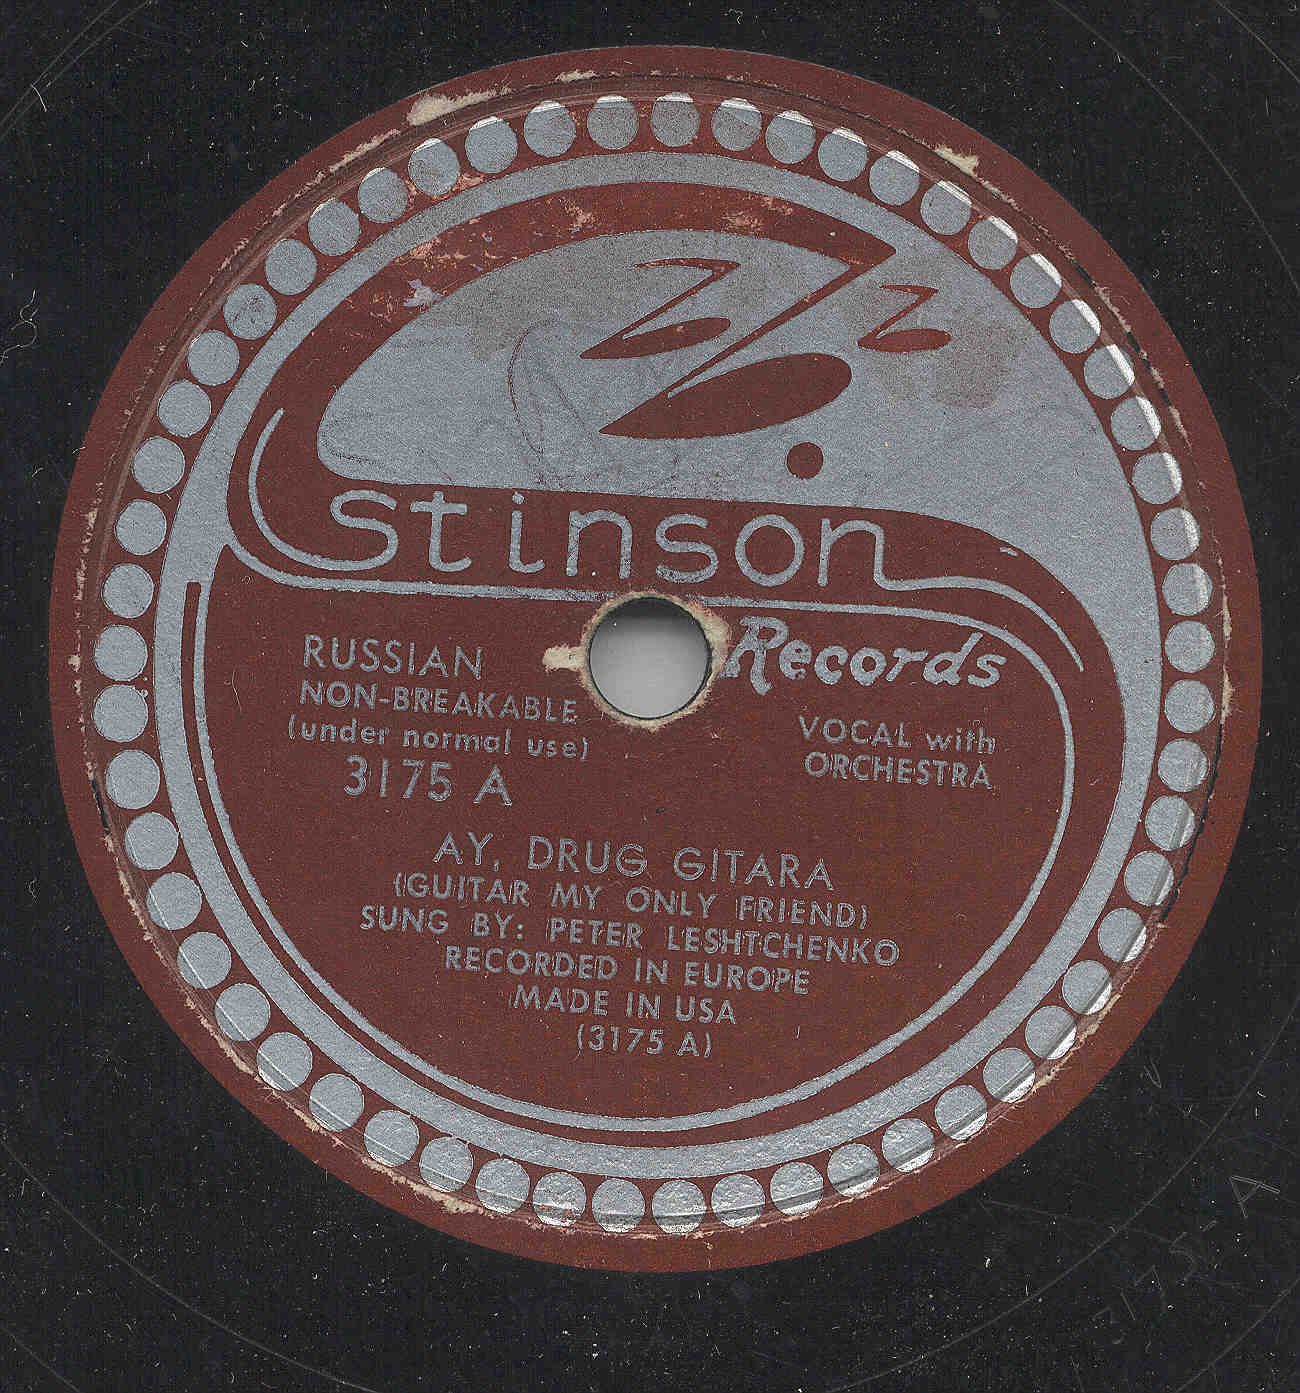 Stinson
Records
RUSSIAN
NON-BREAKABLE
(under normal use)
3175 A
VOCAL with
ORCHESTRA
AY, DRUG GITARA
(GUITAR MY ONLY FRIEND)
SUNG BY: PETER LESHTCHENKO
RECORDED IN EUROPE
MADE IN USA
(3175 A)
3175-A